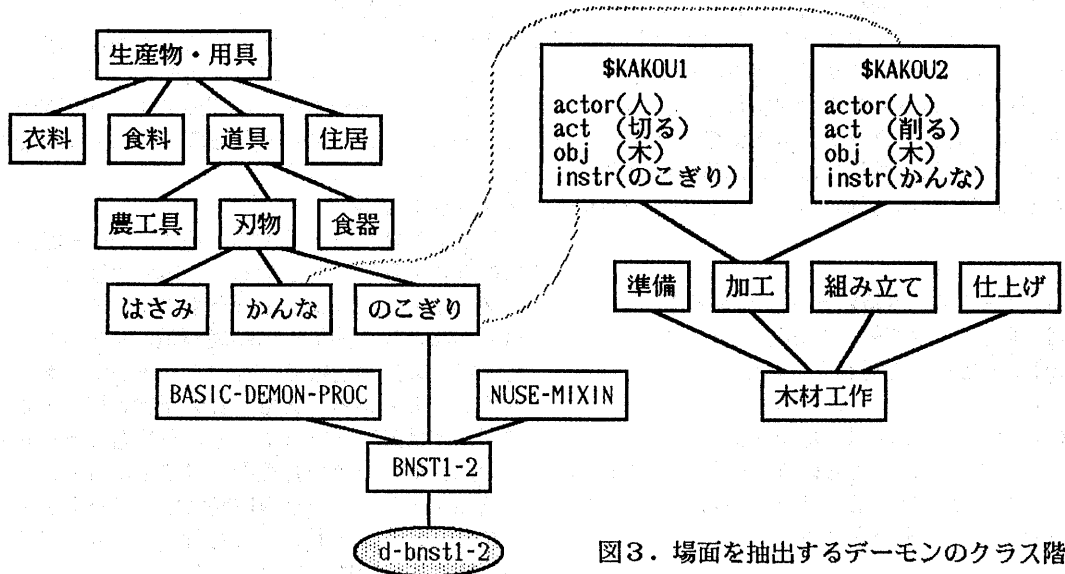 生産物・用具
衣料
食料
道具
住居
農工具
刃物
食器
はさみ
かんな
のこぎり
BASIC-DEMON-PROC
NUSE-MIXIN
BNST1-2
d-bnst1-2
$KAKOU1
actor(人)
act (切る)
obj (木)
instr(のこぎり)
$KAKOU2
actor(人)
act (削る)
obj (木)
instr(かんな)
準備
加工
組み立て
仕上げ
木材工作
図3. 場面を抽出するデーモンのクラス階